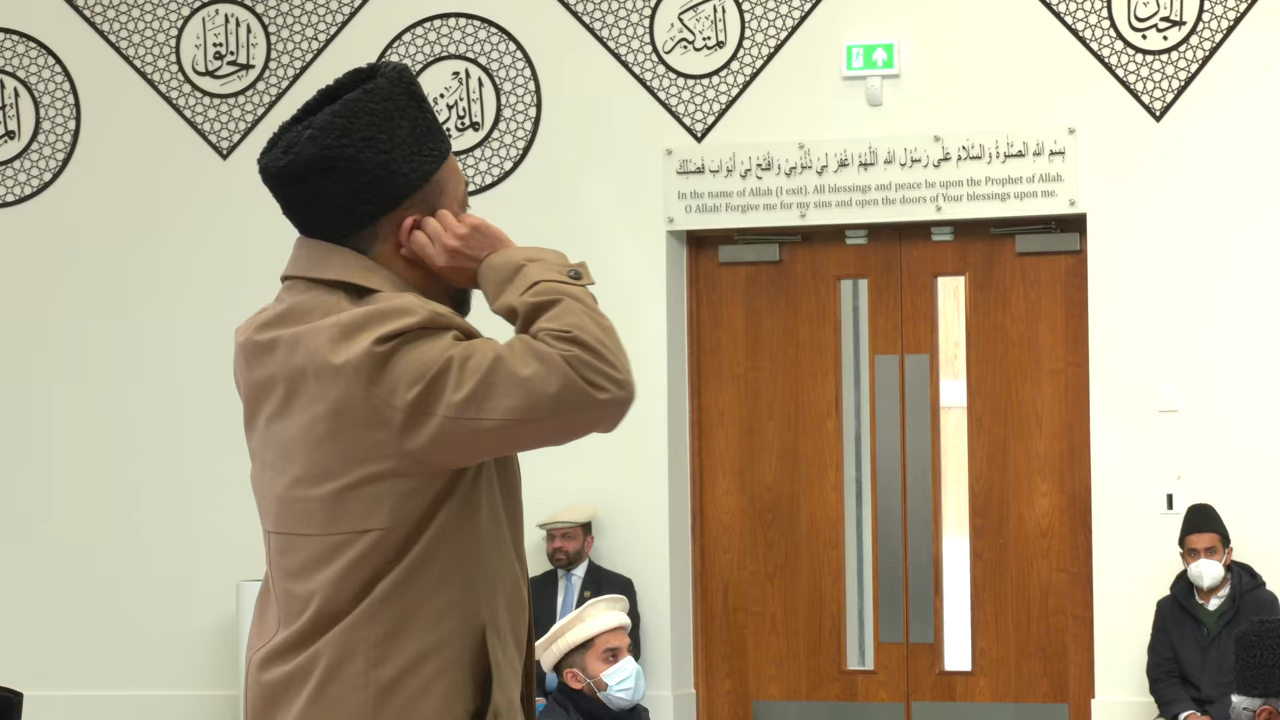 الخالق
المتكبر
الجبار
بِسْمِ اللهِ الصَّلٰوةُ وَالسَّلَامُ عَلٰى رَسُوْلِ اللهِ اَللّٰهُمَّ اغْفِرْ لِيْ ذُنُوْبِيْ وَافْتَحْ لِيْ أَبْوَابَ فَضْلِكَ
In the name of Allah (I exit). All blessings and peace be upon the Prophet of Allah.
O Allah! Forgive me for my sins and open the doors of Your blessings upon me.